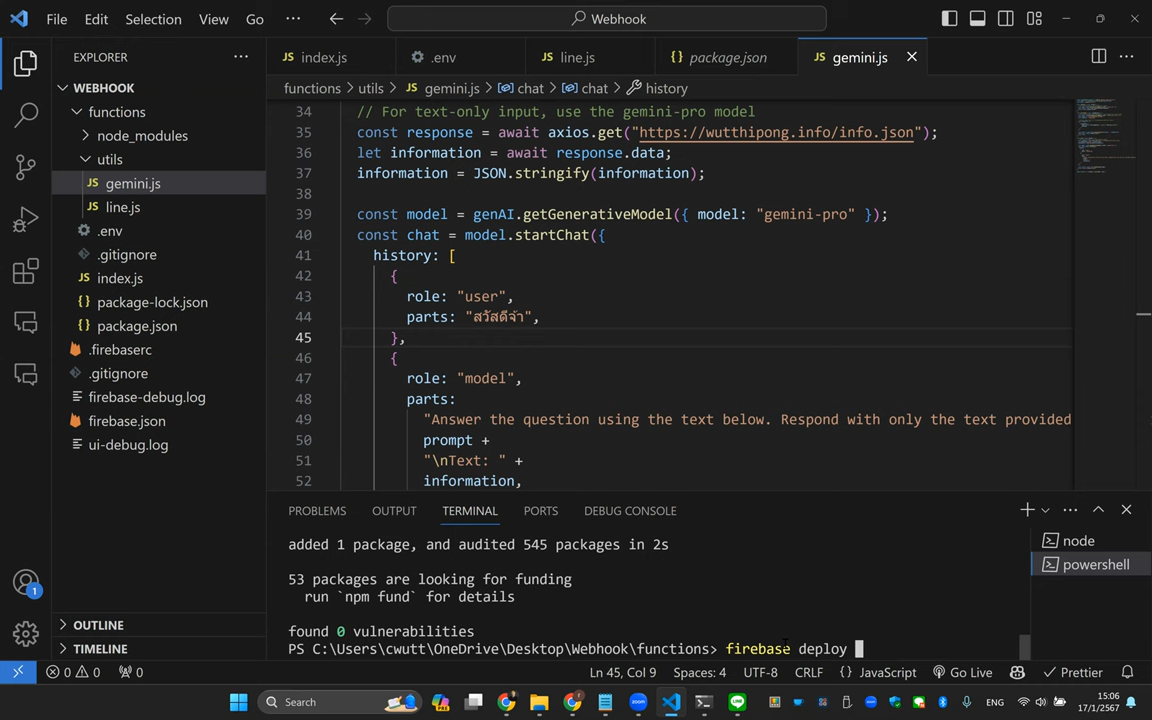 File Edit Selection View Go ··· Webhook
EXPLORER ···
WEBHOOK
functions
node_modules
utils
JS gemini.js
JS line.js
.env
.gitignore
JS index.js
{} package-lock.json
{} package.json
.firebaserc
.gitignore
firebase-debug.log
firebase.json
ui-debug.log
OUTLINE
TIMELINE
JS index.js .env JS line.js {} package.json JS gemini.js
functions > utils > JS gemini.js > chat > chat > history
34 // For text-only input, use the gemini-pro model
35 const response = await axios.get("https://wutthipong.info/info.json");
36 let information = await response.data;
37 information = JSON.stringify(information);
38
39 const model = genAI.getGenerativeModel({ model: "gemini-pro" });
40 const chat = model.startChat({
41 history: [
42 {
43 role: "user",
44 parts: "สวัสดีจ้า",
45 },
46 {
47 role: "model",
48 parts:
49 "Answer the question using the text below. Respond with only the text provided
50 prompt +
51 "\nText: " +
52 information,
PROBLEMS OUTPUT TERMINAL PORTS DEBUG CONSOLE
added 1 package, and audited 545 packages in 2s
53 packages are looking for funding
run `npm fund` for details
found 0 vulnerabilities
PS C:\Users\cwutt\OneDrive\Desktop\Webhook\functions> firebase deploy
node
powershell
1
0 0 0 Ln 45, Col 9 Spaces: 4 UTF-8 CRLF {} JavaScript Go Live Prettier
Search ENG 15:06
17/1/2567